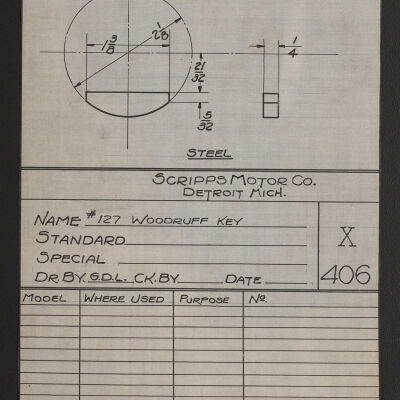 1 3/8
2 1/8
21/32
5/32
1/4
STEEL
SCRIPPS MOTOR CO.
DETROIT MICH.
NAME #127 WOODRUFF KEY
STANDARD
SPECIAL
DR. BY. G.D.L. CK. BY DATE
X
406
MODEL WHERE USED PURPOSE NO.